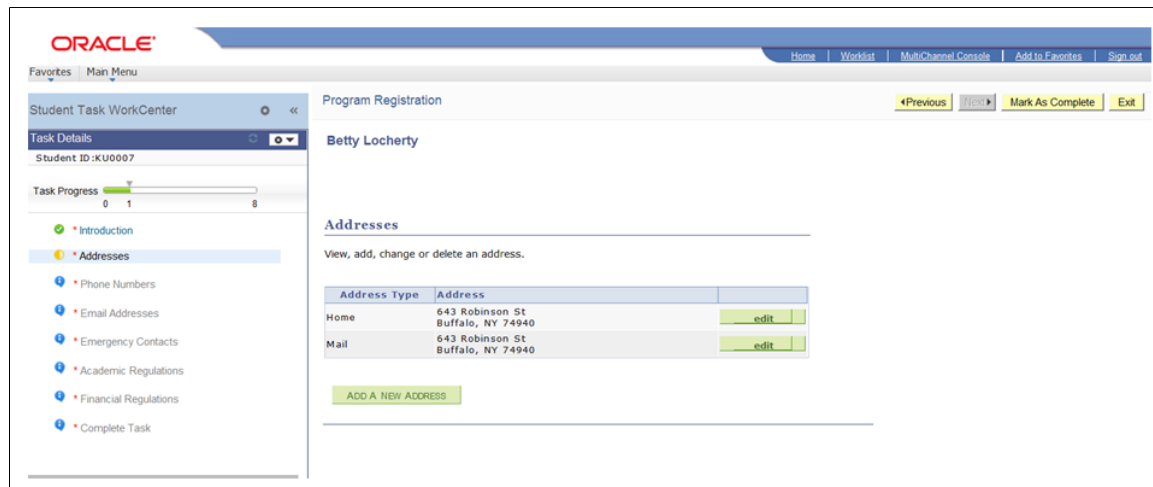 ORACLE
Home | Worklist | MultiChannel Console | Add to Favorites | Sign out
Favorites Main Menu
Student Task WorkCenter
Task Details
Student ID:KU0007
Task Progress
0 1 8
* Introduction
* Addresses
* Phone Numbers
* Email Addresses
* Emergency Contacts
* Academic Regulations
* Financial Regulations
* Complete Task
Program Registration
Previous Next Mark As Complete Exit
Betty Locherty
Addresses
View, add, change or delete an address.
Address Type Address
Home 643 Robinson St
Buffalo, NY 74940
edit
Mail 643 Robinson St
Buffalo, NY 74940
edit
ADD A NEW ADDRESS